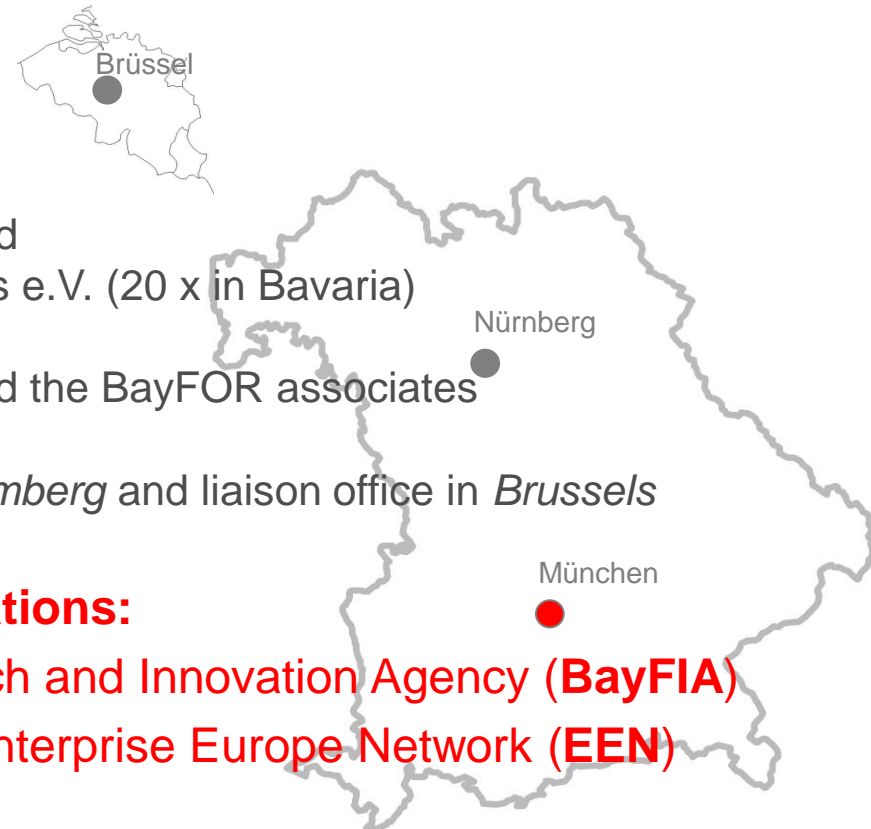 Brüssel
d
s e.V. (20 x in Bavaria)
Nürnberg
d the BayFOR associates
mberg and liaison office in Brussels
München
ations:
ch and Innovation Agency (BayFIA)
nterprise Europe Network (EEN)